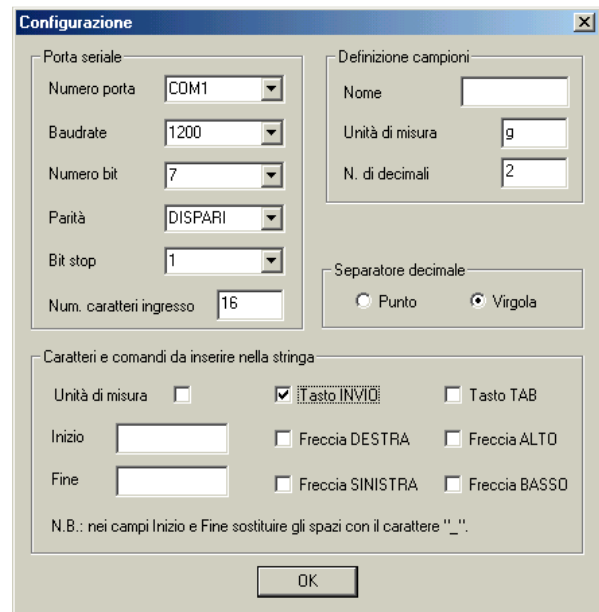 Configurazione
Porta seriale
Numero porta COM1
Baudrate 1200
Numero bit 7
Parità DISPARI
Bit stop 1
Num. caratteri ingresso 16
Definizione campioni
Nome
Unità di misura g
N. di decimali 2
Separatore decimale
Punto Virgola
Caratteri e comandi da inserire nella stringa
Unità di misura Tasto INVIO Tasto TAB
Inizio Freccia DESTRA Freccia ALTO
Fine Freccia SINISTRA Freccia BASSO
N.B.: nei campi Inizio e Fine sostituire gli spazi con il carattere "_".
OK